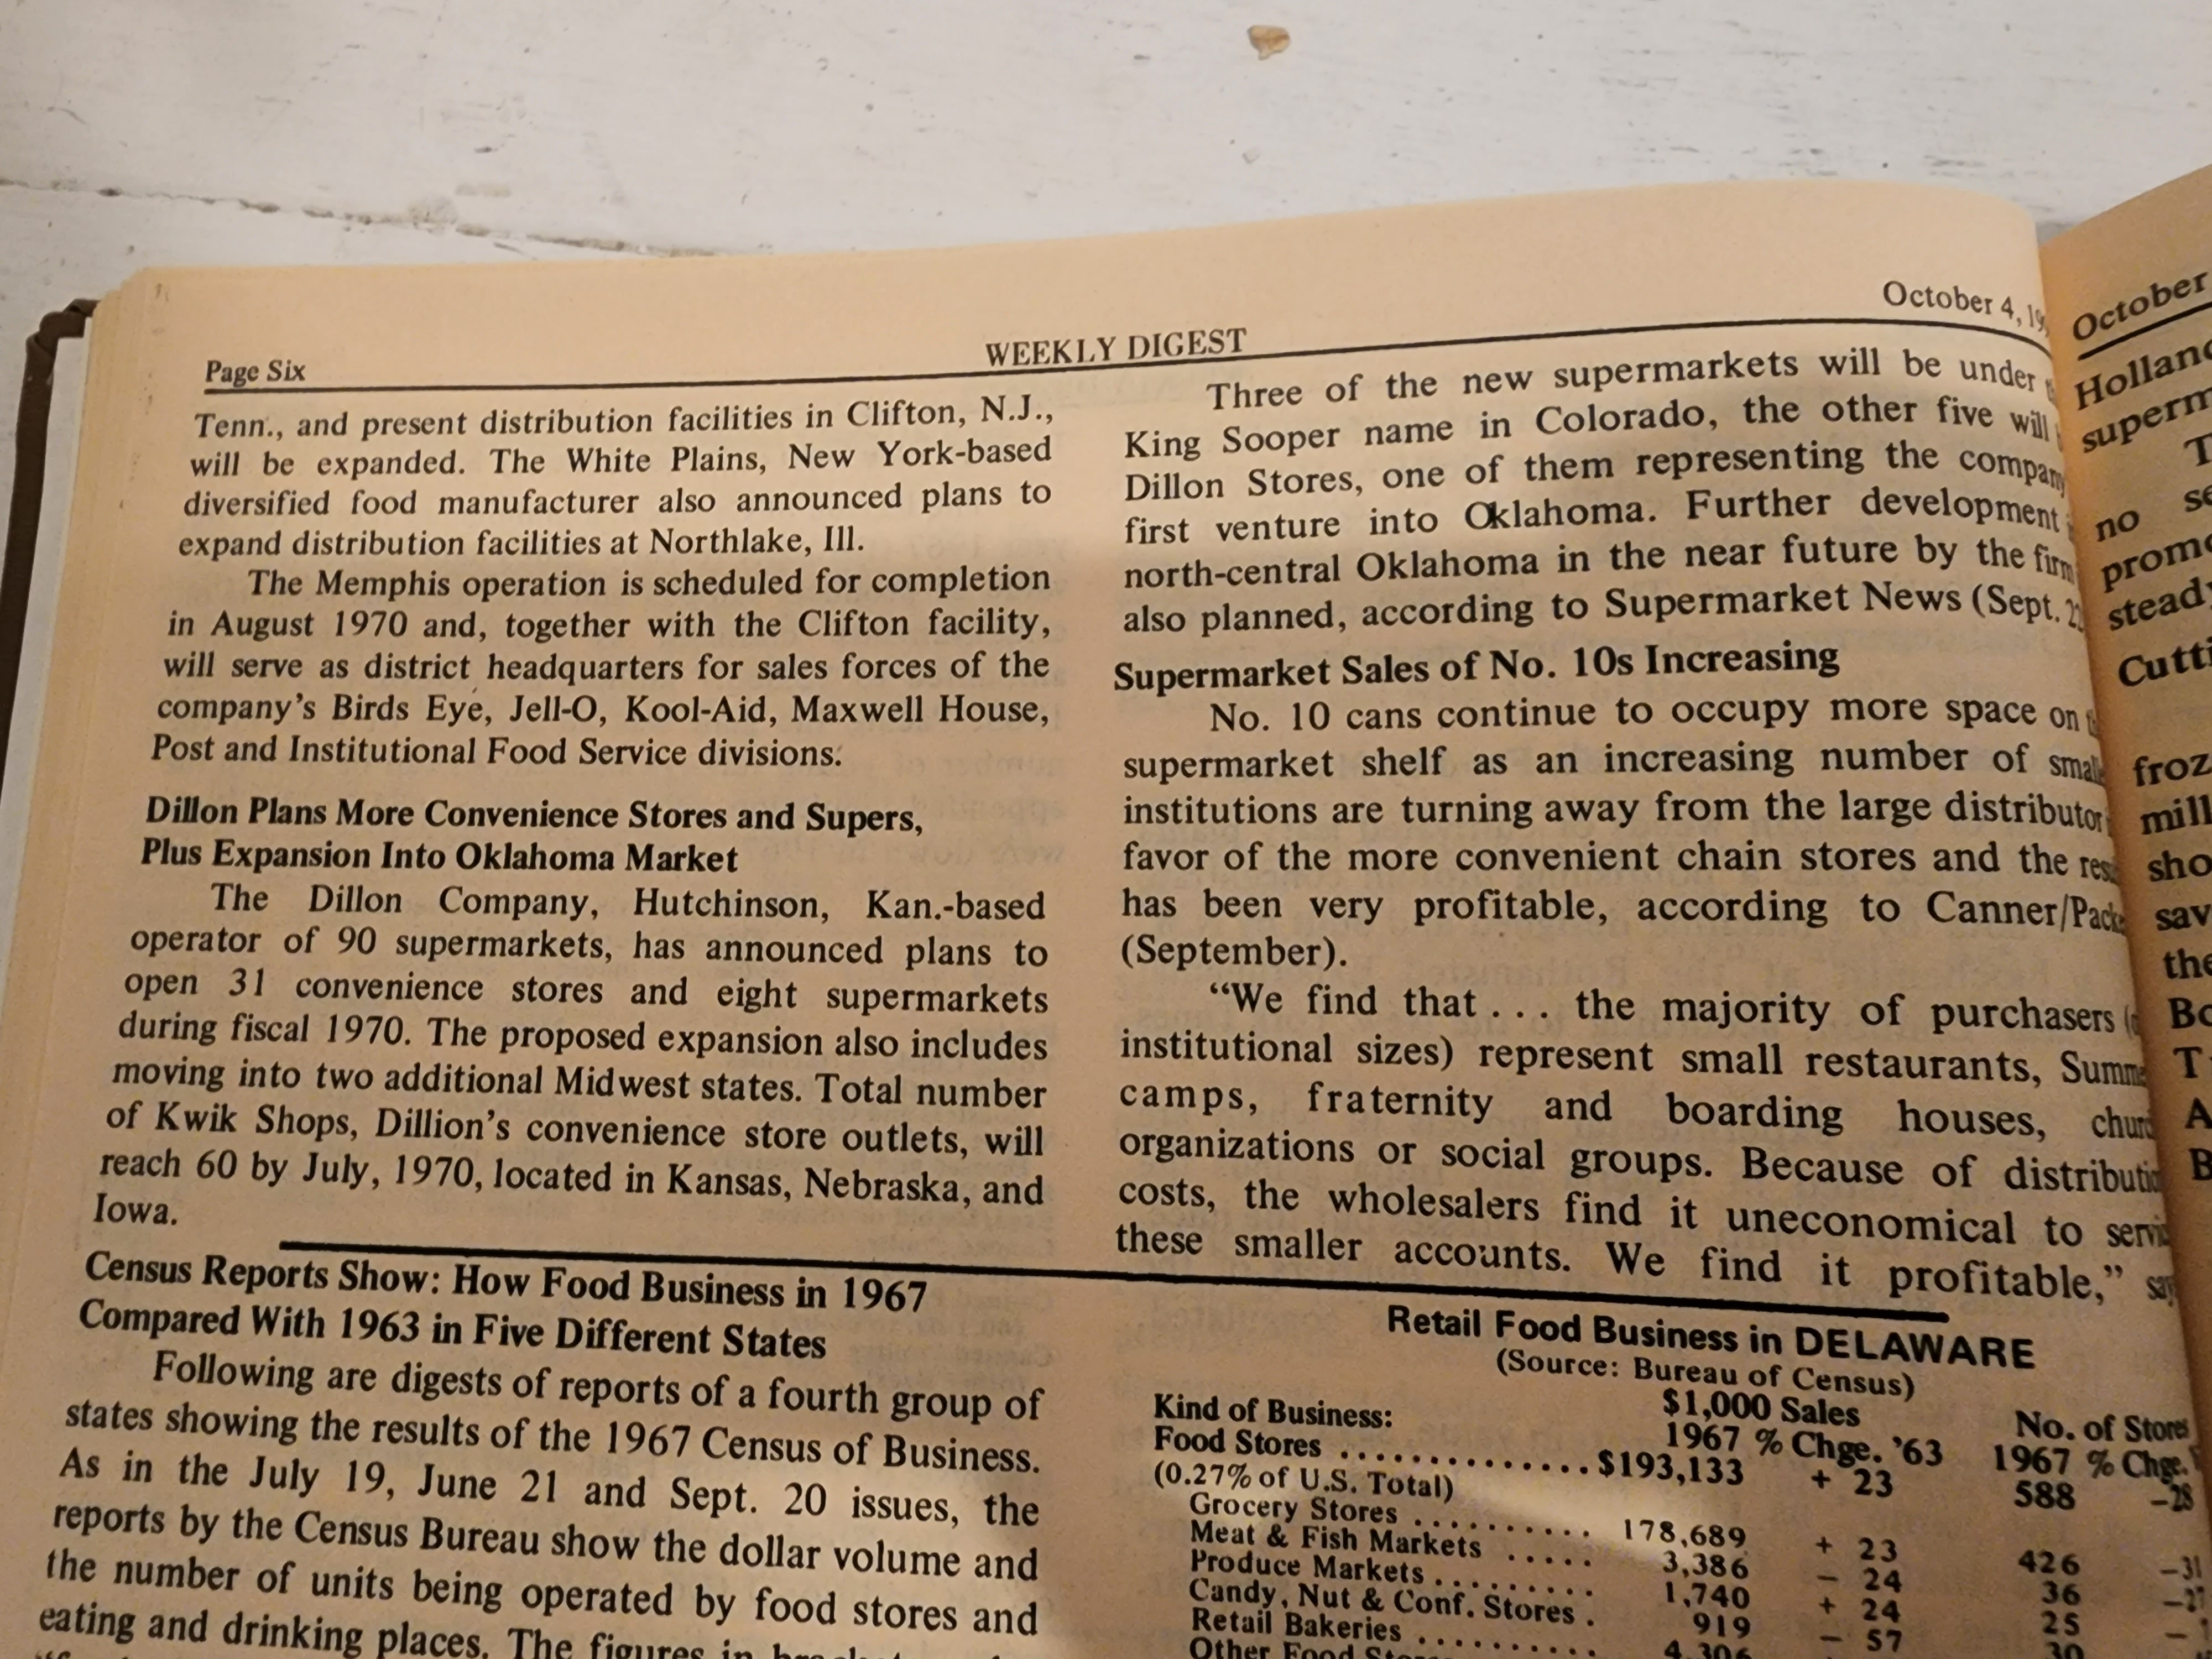 Page Six
WEEKLY DIGEST
October 4, 19
Tenn., and present distribution facilities in Clifton, N.J.,
will be expanded. The White Plains, New York-based
diversified food manufacturer also announced plans to
expand distribution facilities at Northlake, Ill.
The Memphis operation is scheduled for completion
in August 1970 and, together with the Clifton facility,
will serve as district headquarters for sales forces of the
company's Birds Eye, Jell-O, Kool-Aid, Maxwell House,
Post and Institutional Food Service divisions.
Dillon Plans More Convenience Stores and Supers,
Plus Expansion Into Oklahoma Market
The Dillon Company, Hutchinson, Kan.-based
operator of 90 supermarkets, has announced plans to
open 31 convenience stores and eight supermarkets
during fiscal 1970. The proposed expansion also includes
moving into two additional Midwest states. Total number
of Kwik Shops, Dillion's convenience store outlets, will
reach 60 by July, 1970, located in Kansas, Nebraska, and
Iowa.
Three of the new supermarkets will be under
King Sooper name in Colorado, the other five will
Dillon Stores, one of them representing the company
first venture into Oklahoma. Further development
north-central Oklahoma in the near future by the firm
also planned, according to Supermarket News (Sept.
Supermarket Sales of No. 10s Increasing
No. 10 cans continue to occupy more space on
supermarket shelf as an increasing number of
institutions are turning away from the large distributor
favor of the more convenient chain stores and the
has been very profitable, according to Canner/
(September).
"We find that . . . the majority of purchasers
institutional sizes) represent small restaurants,
camps, fraternity and boarding houses,
organizations or social groups. Because of
costs, the wholesalers find it uneconomical to
these smaller accounts. We find it profitable,"
Census Reports Show: How Food Business in 1967
Compared With 1963 in Five Different States
Following are digests of reports of a fourth group of
states showing the results of the 1967 Census of Business.
As in the July 19, June 21 and Sept. 20 issues, the
reports by the Census Bureau show the dollar volume and
the number of units being operated by food stores and
eating and drinking places. The figures in
Retail Food Business in DELAWARE
(Source: Bureau of Census)
$1,000 Sales No. of Stores
Kind of Business: 1967 % Chge. '63 1967 % Chge.
Food Stores .............. $193,133 + 23 588 -28
(0.27% of U.S. Total)
Grocery Stores .......... 178,689 + 23 426 -31
Meat & Fish Markets ..... 3,386 - 24 36
Produce Markets .......... 1,740 + 24 25
Candy, Nut & Conf. Stores . 919 - 57 30
Retail Bakeries .......... 4,306
Other Food
October
superm
T
no
steady
Cutti
froz
mill
sho
sav
the
Bo
T
A
B